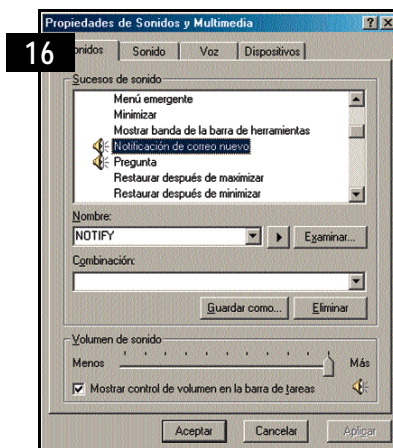 Propiedades de Sonidos y Multimedia
16
onidos Sonido Voz Dispositivos
Sucesos de sonido
Menú emergente
Minimizar
Mostrar banda de la barra de herramientas
Notificación de correo nuevo
Pregunta
Restaurar después de maximizar
Restaurar después de minimizar
Nombre:
NOTIFY Examinar...
Combinación:
Guardar como... Eliminar
Volumen de sonido
Menos Más
Mostrar control de volumen en la barra de tareas
Aceptar Cancelar Aplicar